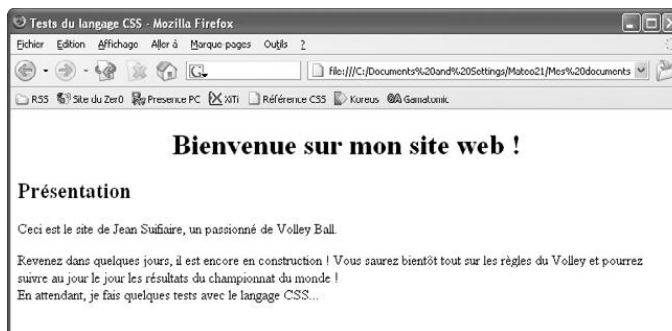 Tests du langage CSS - Mozilla Firefox
Fichier Edition Affichage Aller à Marque-pages Outils ?
G file:///C:/Documents%20and%20Settings/Mateo21/Mes%20documents
RSS Site du Zer0 Presence PC XiTi Référence CSS Koreus Gamatomic
Bienvenue sur mon site web !
Présentation
Ceci est le site de Jean Suifiaire, un passionné de Volley Ball.
Revenez dans quelques jours, il est encore en construction ! Vous saurez bientôt tout sur les règles du Volley et pourrez
suivre au jour le jour les résultats du championnat du monde !
En attendant, je fais quelques tests avec le langage CSS...